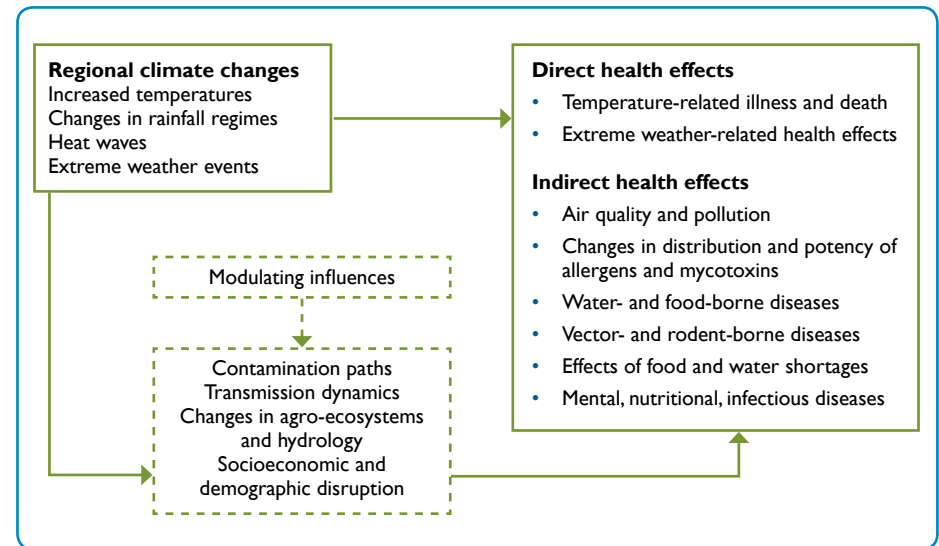 Regional climate changes
Increased temperatures
Changes in rainfall regimes
Heat waves
Extreme weather events
Modulating influences
Contamination paths
Transmission dynamics
Changes in agro-ecosystems
and hydrology
Socioeconomic and
demographic disruption
Direct health effects
• Temperature-related illness and death
• Extreme weather-related health effects
Indirect health effects
• Air quality and pollution
• Changes in distribution and potency of
allergens and mycotoxins
• Water- and food-borne diseases
• Vector- and rodent-borne diseases
• Effects of food and water shortages
• Mental, nutritional, infectious diseases